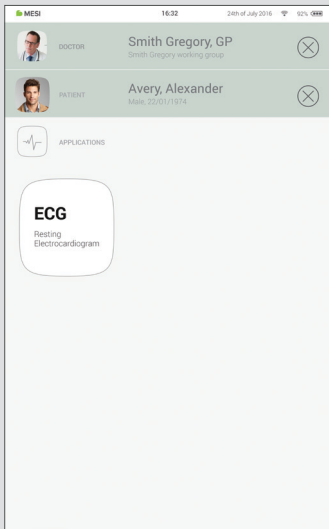 MESI 16:32 24th of July 2016 92%
DOCTOR Smith Gregory, GP
Smith Gregory working group
PATIENT Avery, Alexander
Male, 22/01/1974
APPLICATIONS
ECG
Resting
Electrocardiogram